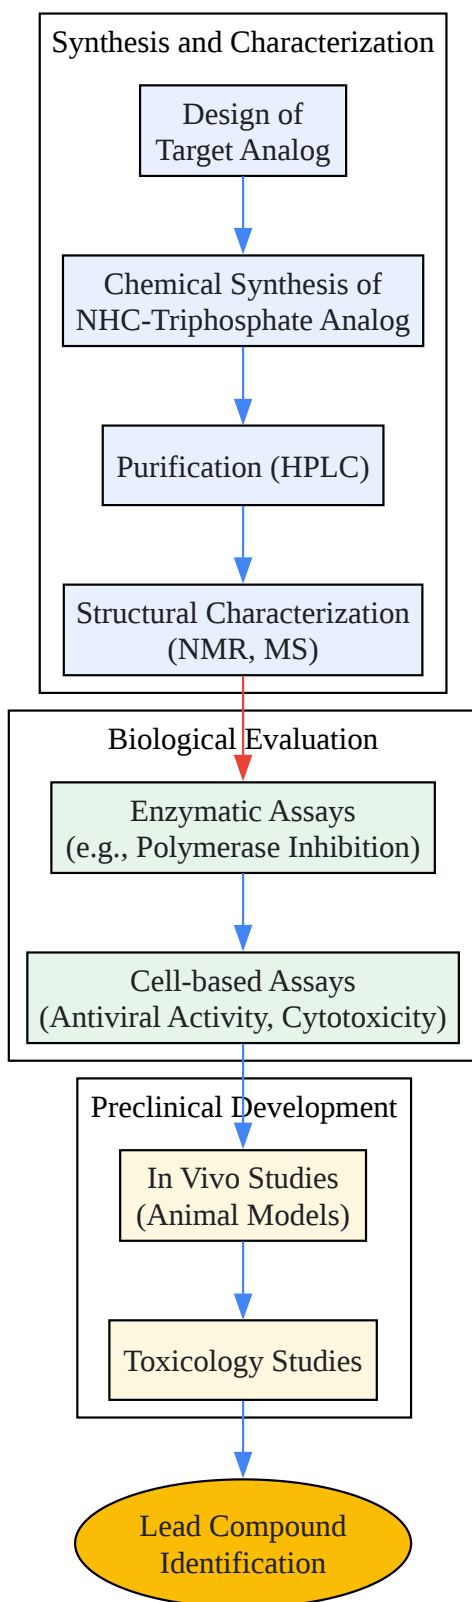 Synthesis and Characterization
Design of
Target Analog
Chemical Synthesis of
NHC-Triphosphate Analog
Purification (HPLC)
Structural Characterization
(NMR, MS)
Biological Evaluation
Enzymatic Assays
(e.g., Polymerase Inhibition)
Cell-based Assays
(Antiviral Activity, Cytotoxicity)
Preclinical Development
In Vivo Studies
(Animal Models)
Toxicology Studies
Lead Compound
Identification